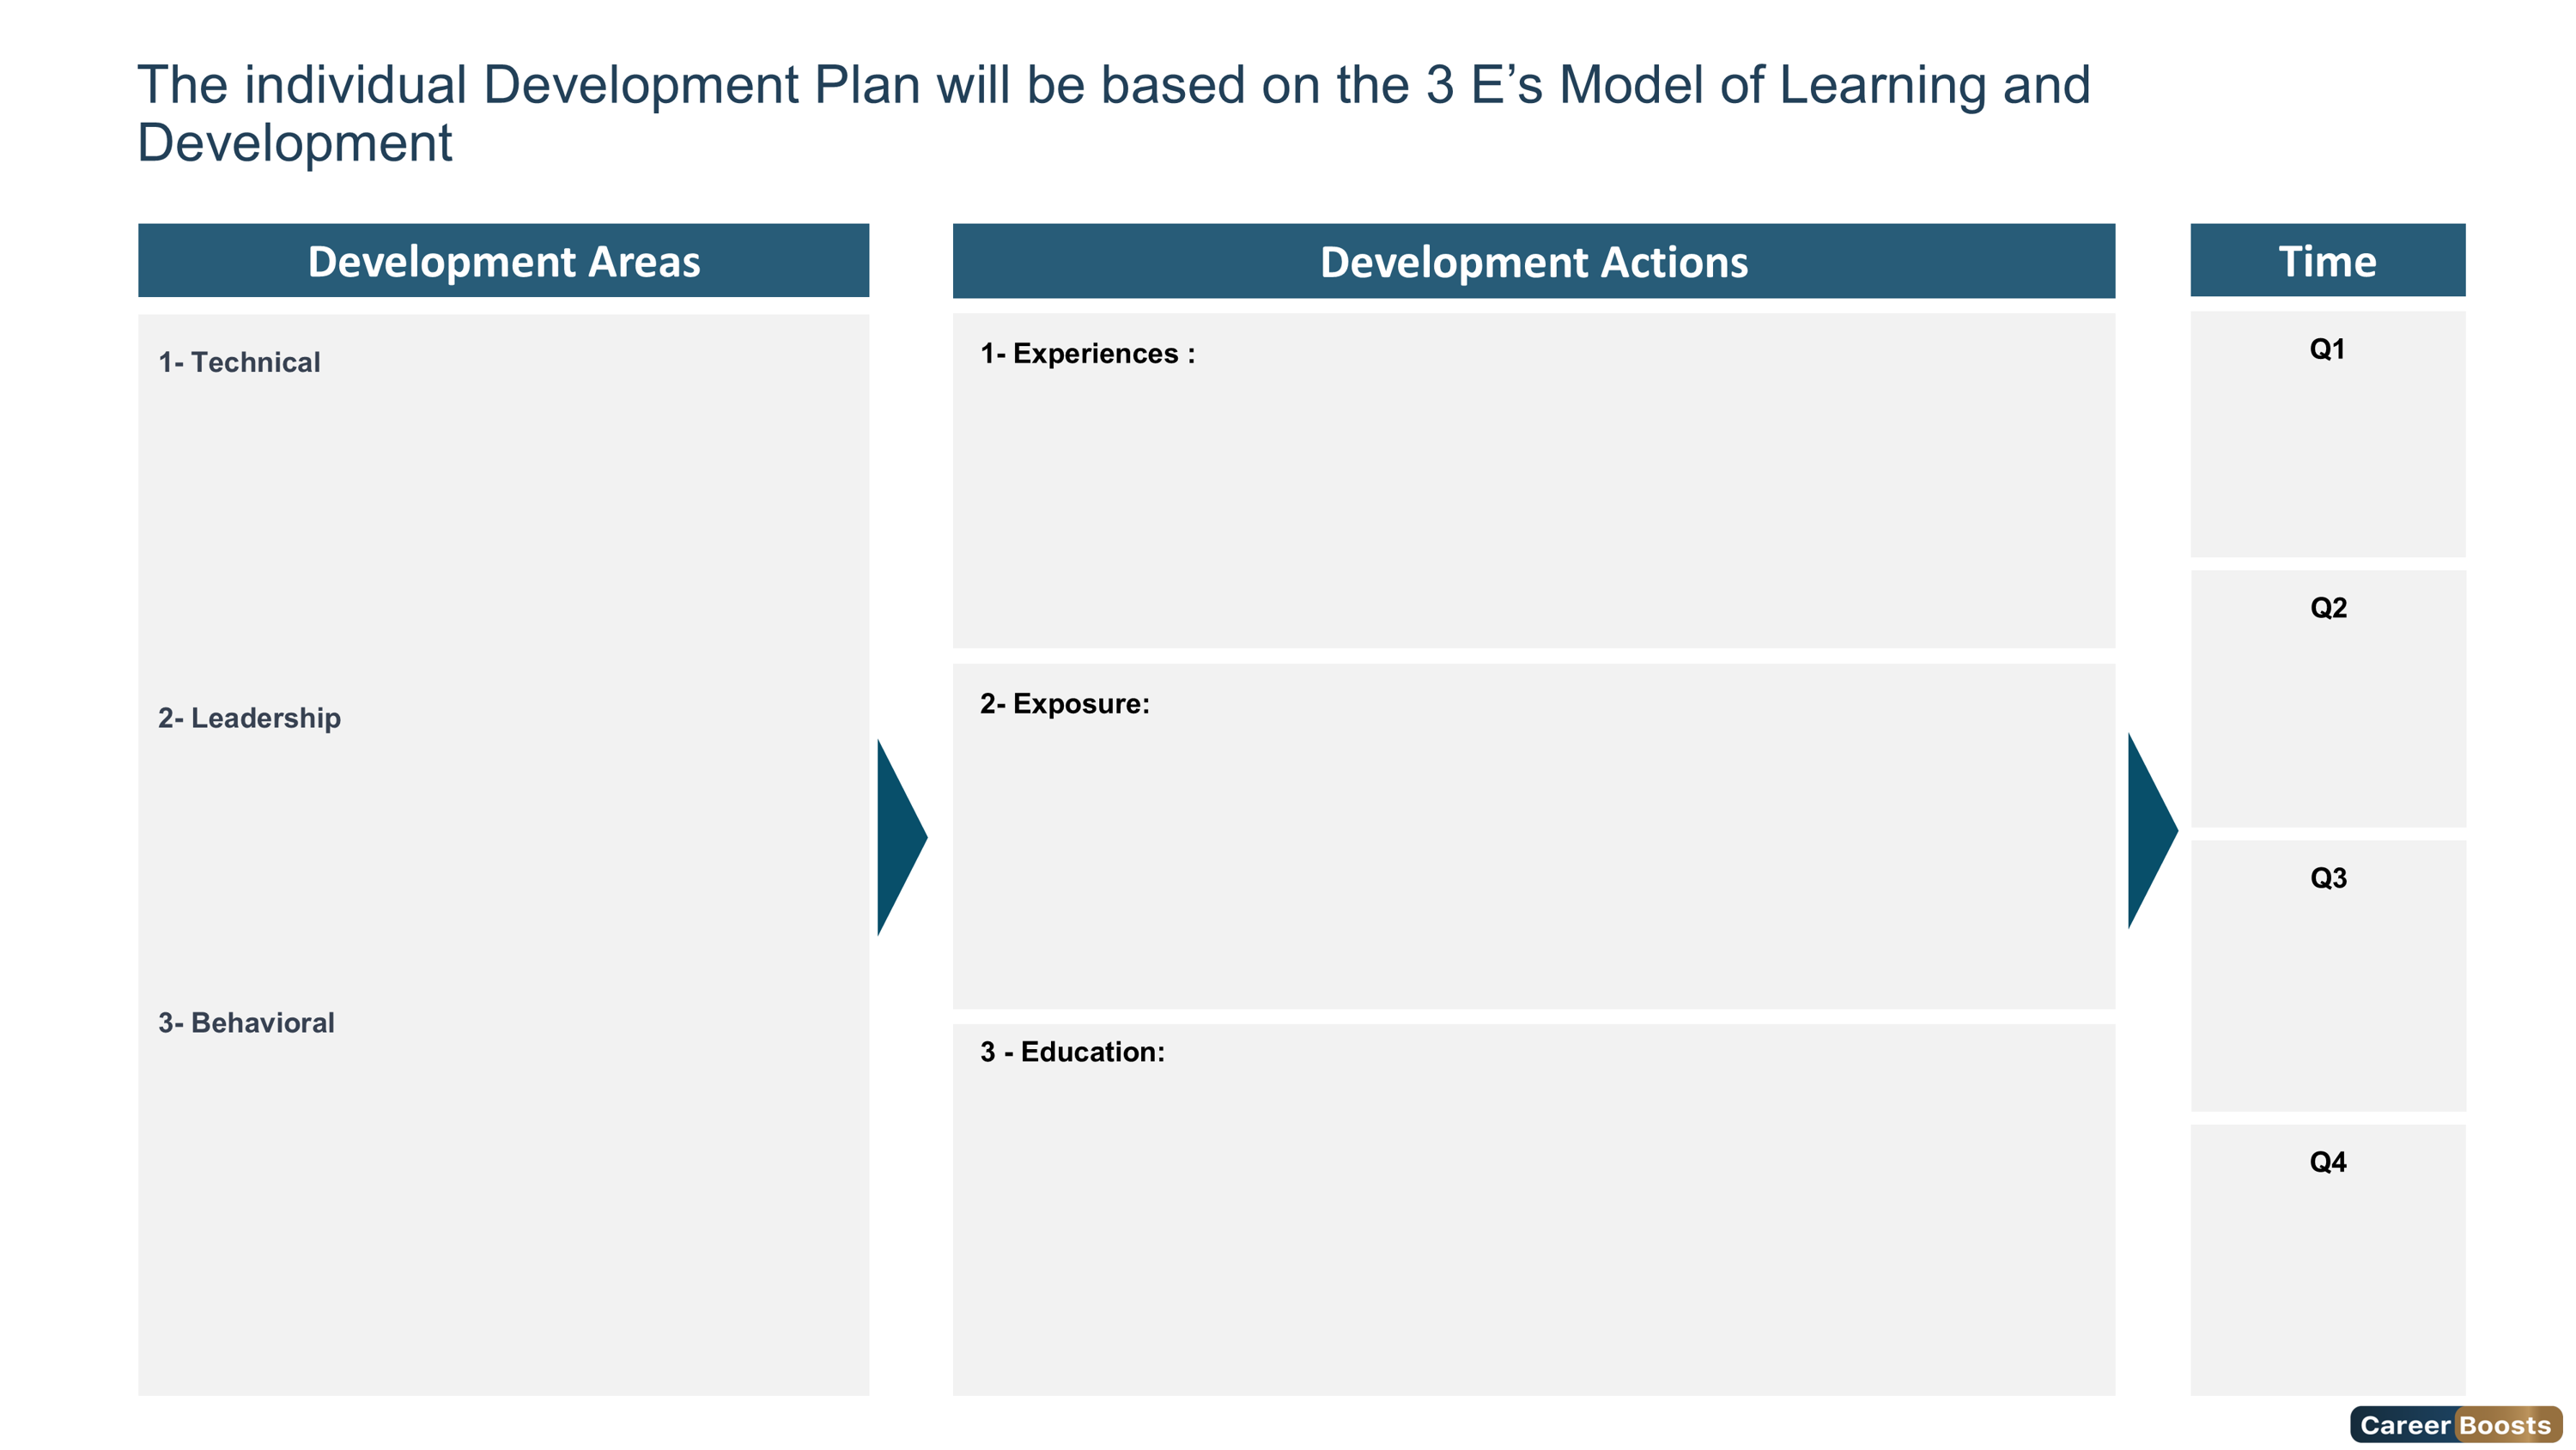 The individual Development Plan will be based on the 3 E’s Model of Learning and
Development
Development Areas
1- Technical
2- Leadership
3- Behavioral
Development Actions
1- Experiences :
2- Exposure:
3 - Education:
Time
Q1
Q2
Q3
Q4
Career Boosts